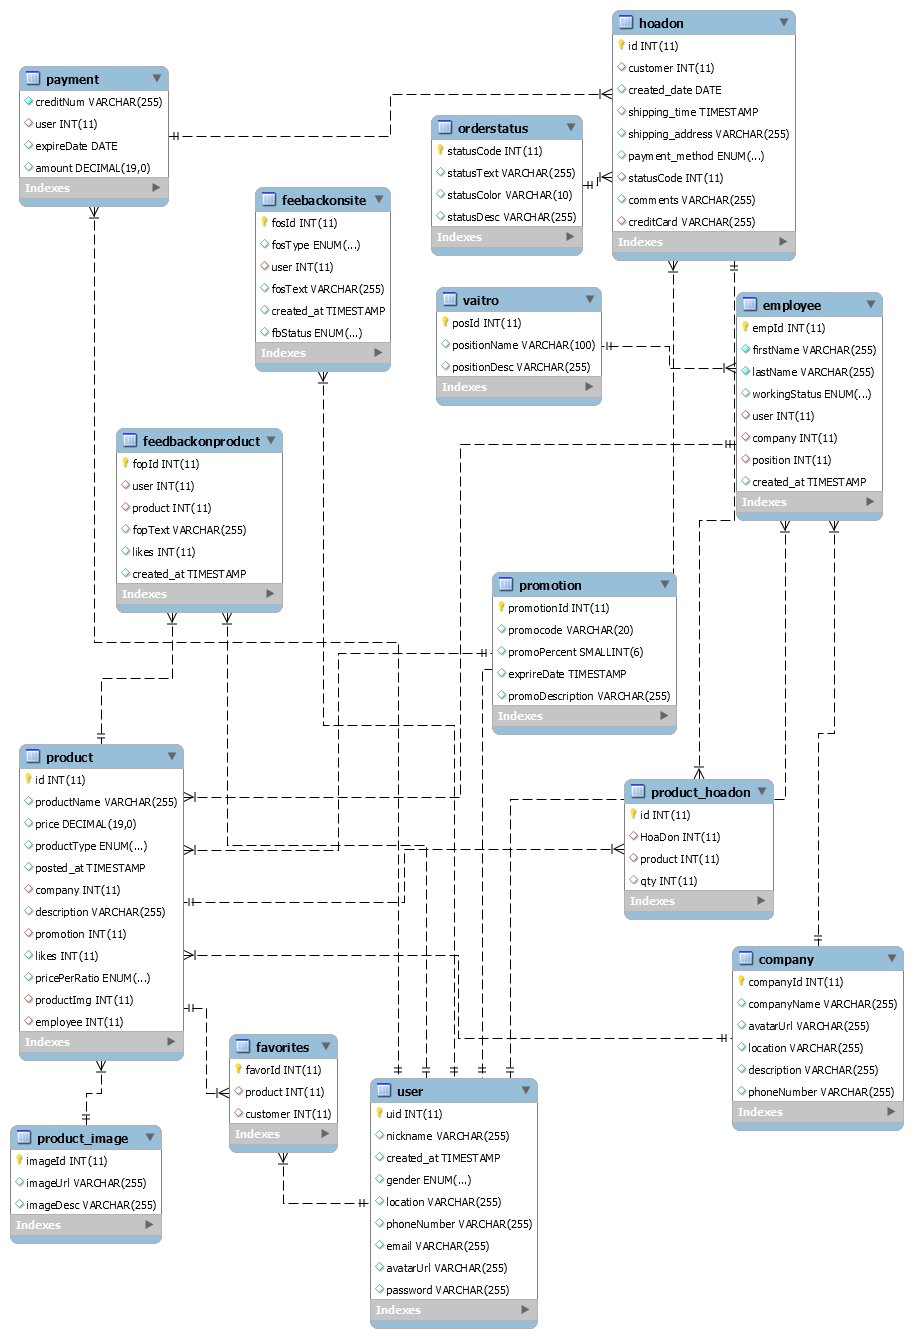 hoadon
id INT(11)
customer INT(11)
created_date DATE
shipping_time TIMESTAMP
shipping_address VARCHAR(255)
payment_method ENUM(...)
statusCode INT(11)
comments VARCHAR(255)
creditCard VARCHAR(255)
Indexes
payment
creditNum VARCHAR(255)
user INT(11)
expireDate DATE
amount DECIMAL(19,0)
Indexes
orderstatus
statusCode INT(11)
statusText VARCHAR(255)
statusColor VARCHAR(10)
statusDesc VARCHAR(255)
Indexes
feebackonsite
fosId INT(11)
fosType ENUM(...)
user INT(11)
fosText VARCHAR(255)
created_at TIMESTAMP
fbStatus ENUM(...)
Indexes
vaitro
posId INT(11)
positionName VARCHAR(100)
positionDesc VARCHAR(255)
Indexes
employee
empId INT(11)
firstName VARCHAR(255)
lastName VARCHAR(255)
workingStatus ENUM(...)
user INT(11)
company INT(11)
position INT(11)
created_at TIMESTAMP
Indexes
feedbackonproduct
fopId INT(11)
user INT(11)
product INT(11)
fopText VARCHAR(255)
likes INT(11)
created_at TIMESTAMP
Indexes
promotion
promotionId INT(11)
promocode VARCHAR(20)
promoPercent SMALLINT(6)
exprireDate TIMESTAMP
promoDescription VARCHAR(255)
Indexes
product
id INT(11)
productName VARCHAR(255)
price DECIMAL(19,0)
productType ENUM(...)
posted_at TIMESTAMP
company INT(11)
description VARCHAR(255)
promotion INT(11)
likes INT(11)
pricePerRatio ENUM(...)
productImg INT(11)
employee INT(11)
Indexes
product_hoadon
id INT(11)
HoaDon INT(11)
product INT(11)
qty INT(11)
Indexes
company
companyId INT(11)
companyName VARCHAR(255)
avatarUrl VARCHAR(255)
location VARCHAR(255)
description VARCHAR(255)
phoneNumber VARCHAR(255)
Indexes
favorites
favorId INT(11)
product INT(11)
customer INT(11)
Indexes
user
uid INT(11)
nickname VARCHAR(255)
created_at TIMESTAMP
gender ENUM(...)
location VARCHAR(255)
phoneNumber VARCHAR(255)
email VARCHAR(255)
avatarUrl VARCHAR(255)
password VARCHAR(255)
Indexes
product_image
imageId INT(11)
imageUrl VARCHAR(255)
imageDesc VARCHAR(255)
Indexes